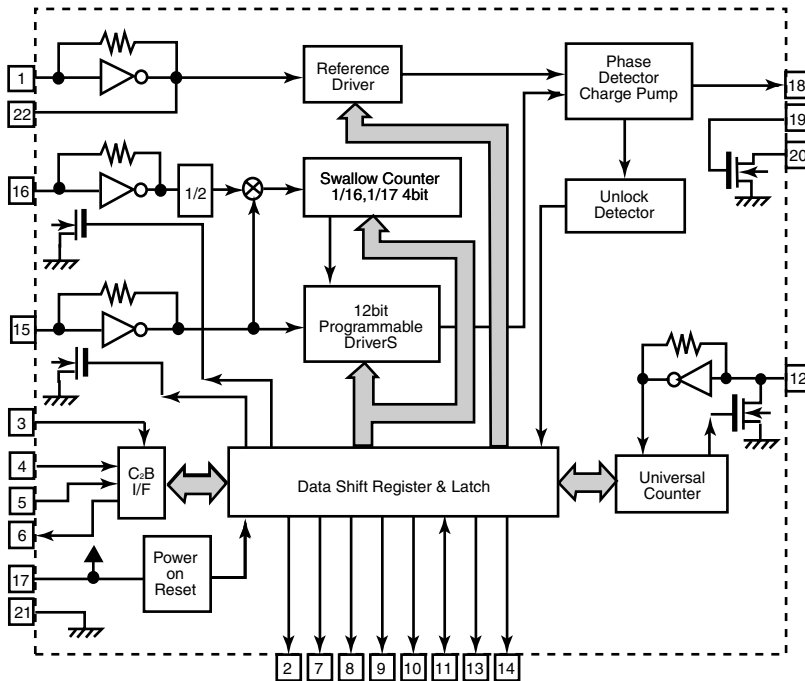 1
Reference
Driver
Phase
Detector
Charge Pump
18
22
19
16
1/2
Swallow Counter
1/16,1/17 4bit
20
Unlock
Detector
15
12bit
Programmable
DriverS
12
3
4
5
6
C₂B
I/F
Data Shift Register & Latch
Universal
Counter
17
Power
on
Reset
21
2
7
8
9
10
11
13
14